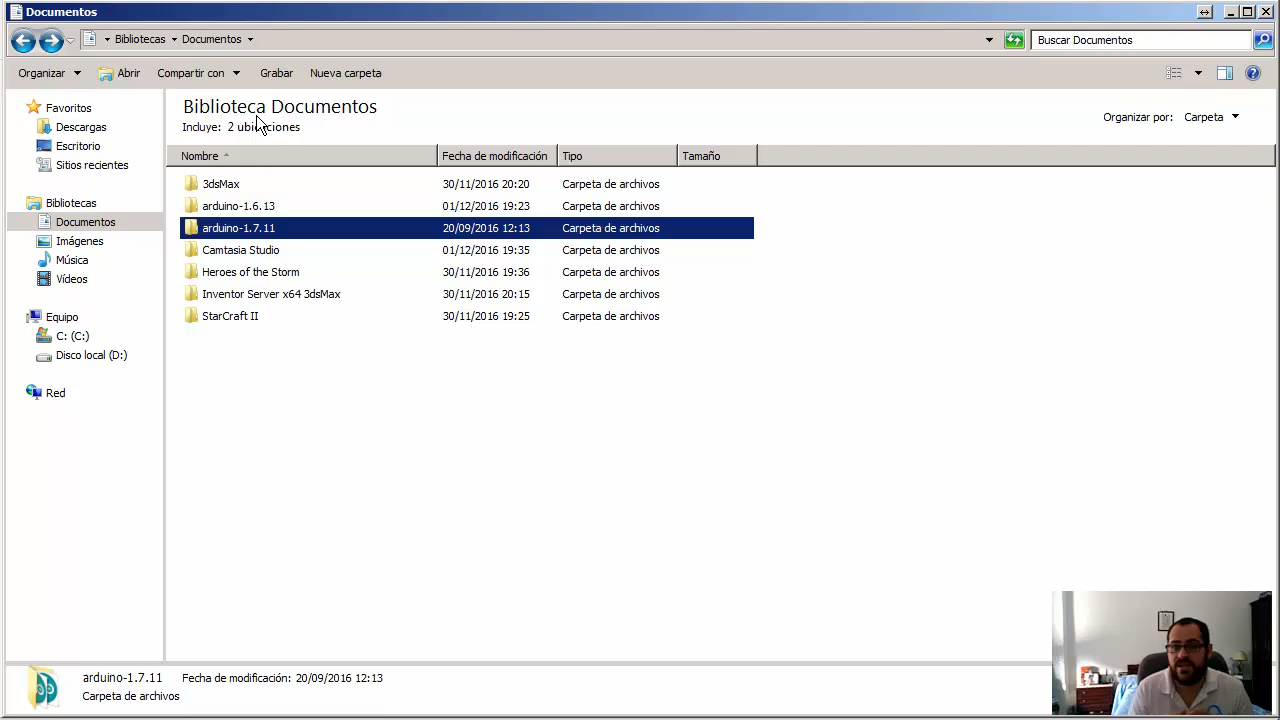 Documentos
Bibliotecas Documentos
Buscar Documentos
Organizar Abrir Compartir con Grabar Nueva carpeta
Favoritos
Descargas
Escritorio
Sitios recientes
Bibliotecas
Documentos
Imágenes
Música
Vídeos
Equipo
C: (C:)
Disco local (D:)
Red
Biblioteca Documentos
Incluye: 2 ubicaciones
Organizar por: Carpeta
Nombre Fecha de modificación Tipo Tamaño
3dsMax 30/11/2016 20:20 Carpeta de archivos
arduino-1.6.13 01/12/2016 19:23 Carpeta de archivos
arduino-1.7.11 20/09/2016 12:13 Carpeta de archivos
Camtasia Studio 01/12/2016 19:35 Carpeta de archivos
Heroes of the Storm 30/11/2016 19:36 Carpeta de archivos
Inventor Server x64 3dsMax 30/11/2016 20:15 Carpeta de archivos
StarCraft II 30/11/2016 19:25 Carpeta de archivos
arduino-1.7.11 Fecha de modificación: 20/09/2016 12:13
Carpeta de archivos